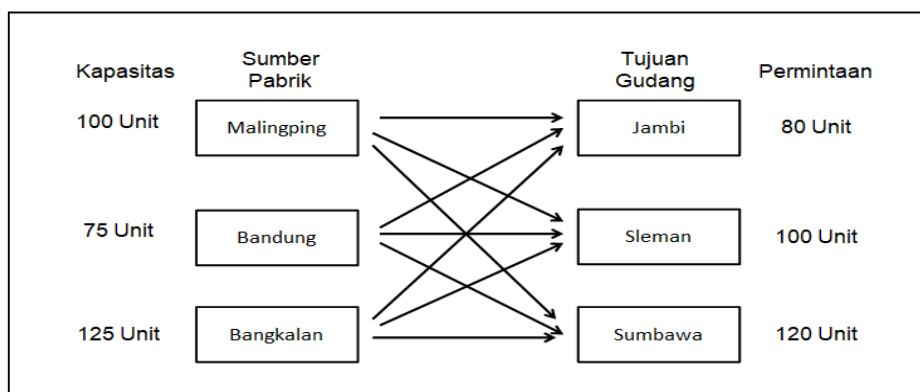 Kapasitas
Sumber
Pabrik
Tujuan
Gudang
Permintaan
100 Unit
Malingping
Jambi
80 Unit
75 Unit
Bandung
Sleman
100 Unit
125 Unit
Bangkalan
Sumbawa
120 Unit